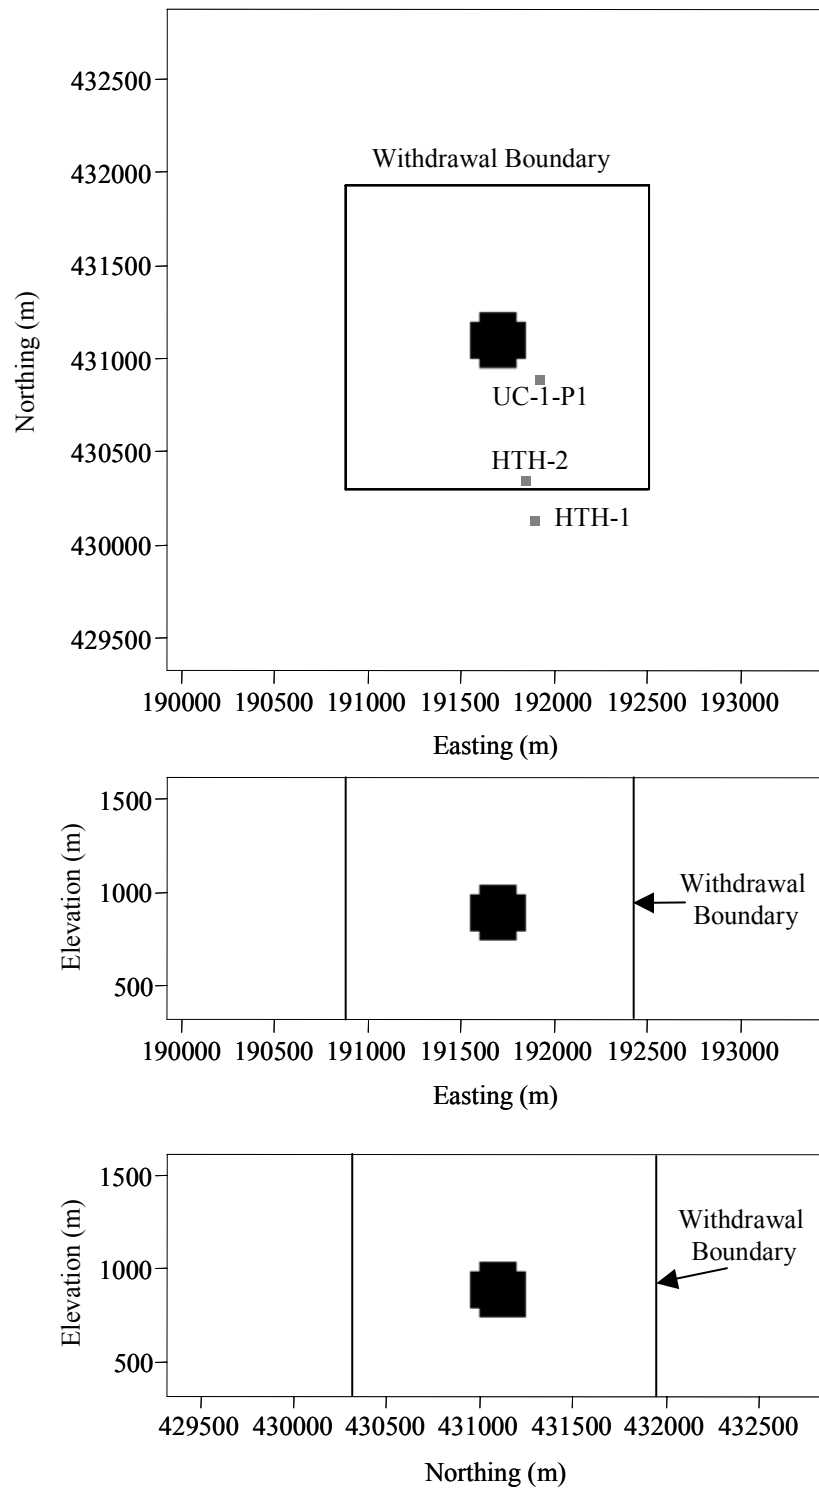 432500
Withdrawal Boundary
432000
431500
Northing (m)
431000
UC-1-P1
430500
HTH-2
HTH-1
430000
429500
190000 190500 191000 191500 192000 192500 193000
Easting (m)
1500
1000
Elevation (m)
Withdrawal
Boundary
500
190000 190500 191000 191500 192000 192500 193000
Easting (m)
1500
Withdrawal
Boundary
1000
Elevation (m)
500
429500 430000 430500 431000 431500 432000 432500
Northing (m)